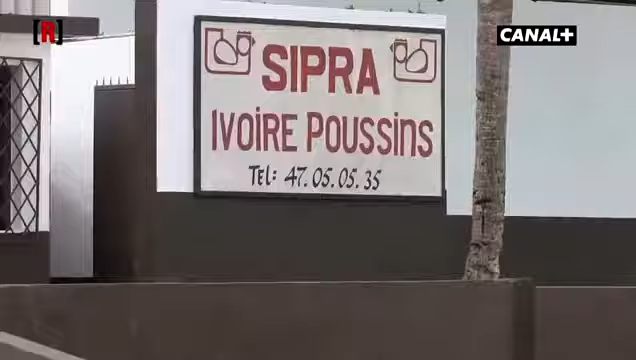 [R]
CANAL+
SIPRA
IVOIRE POUSSINS
TEL: 47.05.05.35